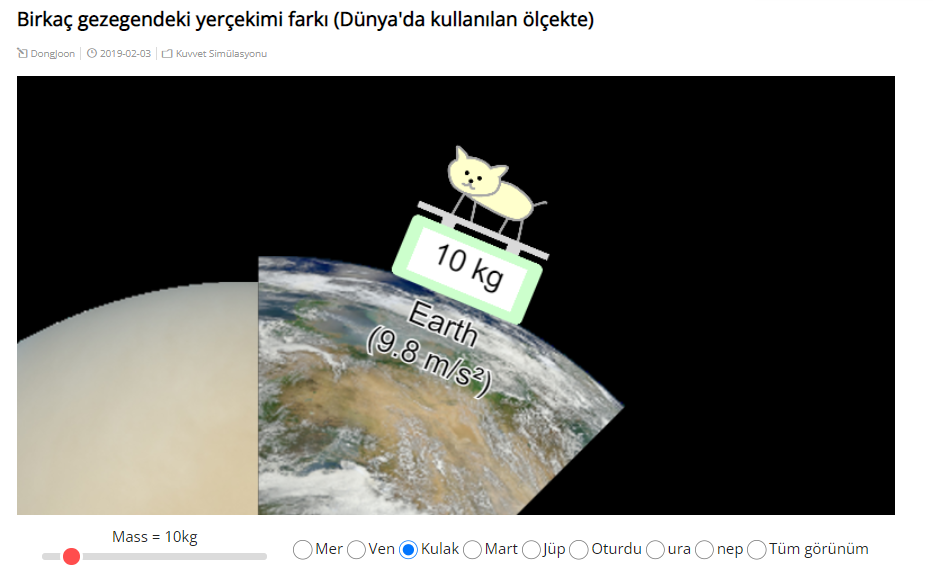 Birkaç gezegendeki yerçekimi farkı (Dünya'da kullanılan ölçekte)
DongJoon 2019-02-03 Kuvvet Simülasyonu
10 kg
Earth
(9.8 m/s²)
Mass = 10kg
Mer Ven Kulak Mart Jüp Oturdu ura nep Tüm görünüm